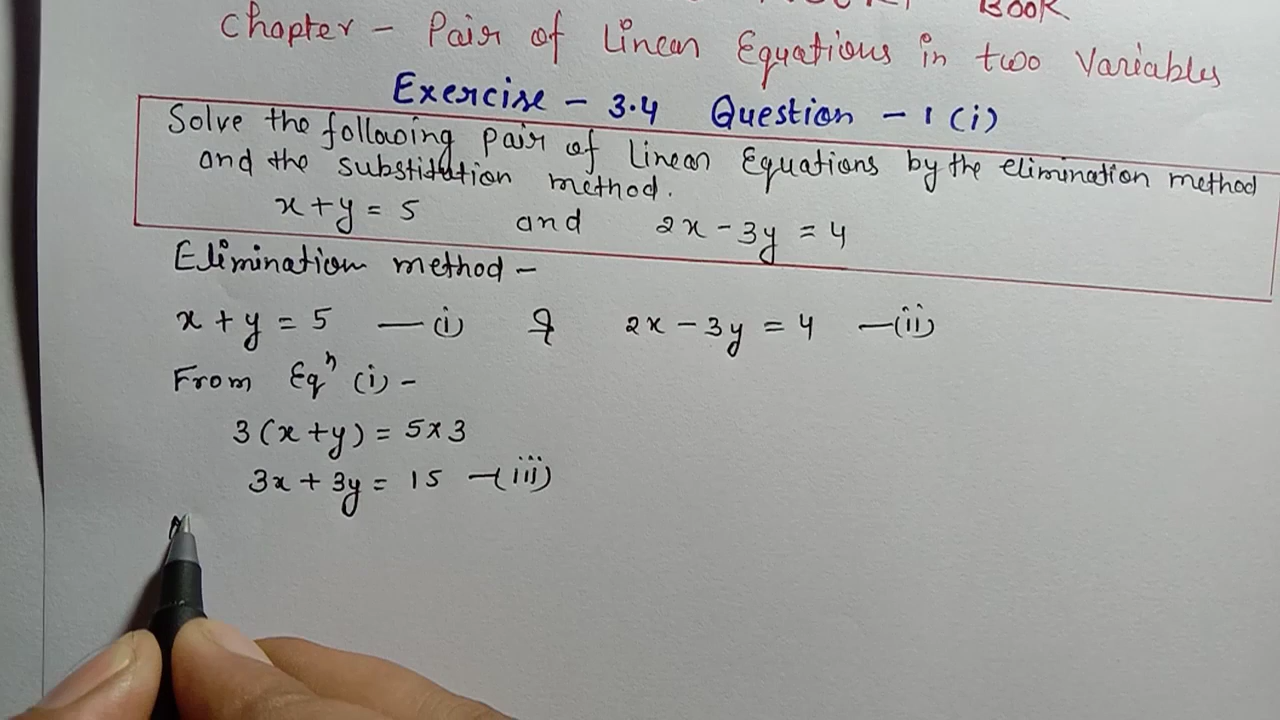 BOOK
Chapter - Pair of Linear Equations in two Variables
Exercise - 3.4 Question - 1 (i)
Solve the following pair of linear Equations by the elimination method
and the substitution method.
x + y = 5 and 2x - 3y = 4
Elimination method -
x + y = 5 —(i) & 2x - 3y = 4 —(ii)
From Eqⁿ (i) -
3(x + y) = 5 × 3
3x + 3y = 15 —(iii)